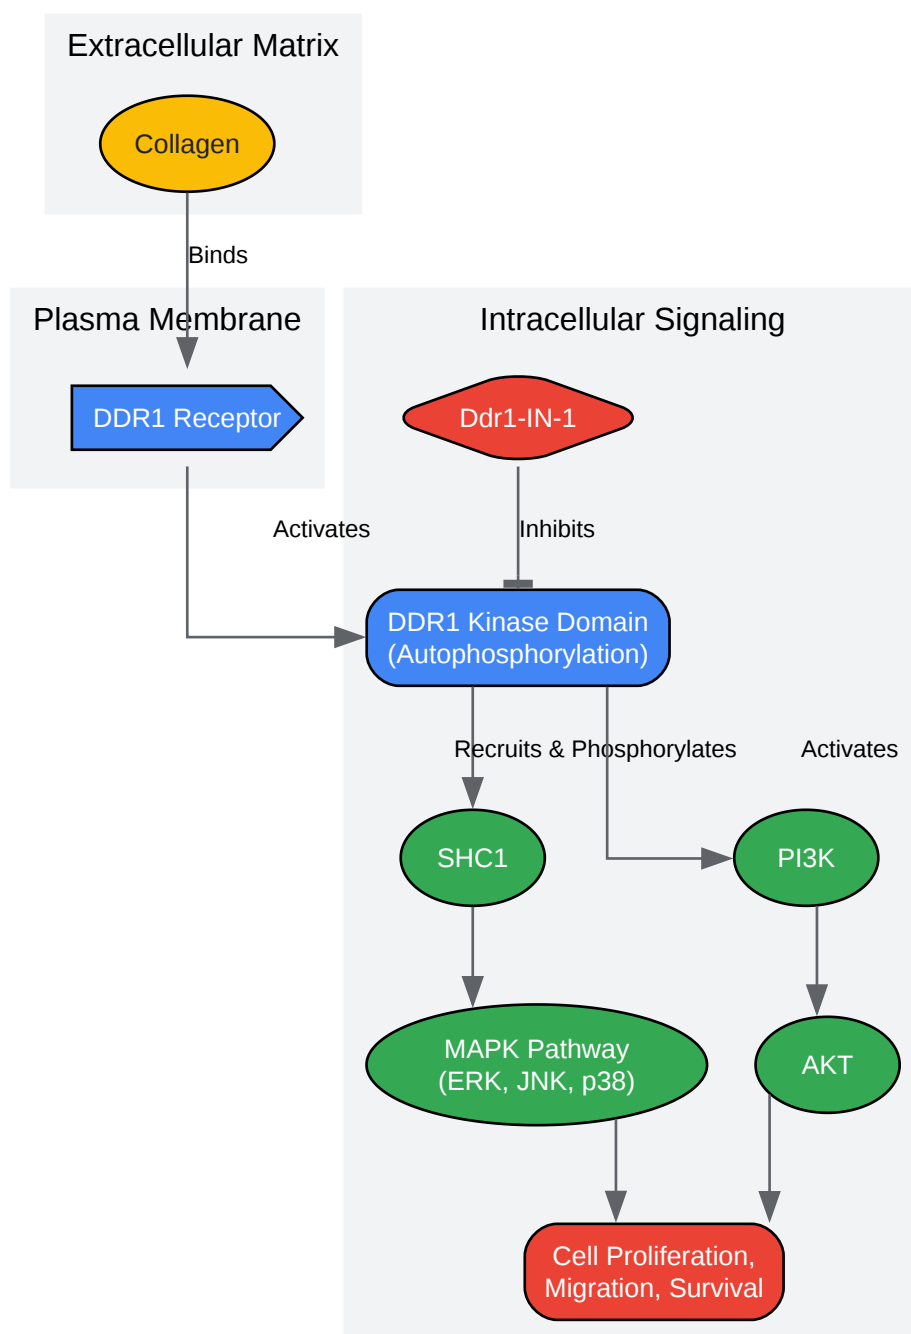 Extracellular Matrix
Collagen
Binds
Plasma Membrane
Intracellular Signaling
DDR1 Receptor
Ddr1-IN-1
Activates
Inhibits
DDR1 Kinase Domain
(Autophosphorylation)
Recruits & Phosphorylates
Activates
SHC1
PI3K
MAPK Pathway
(ERK, JNK, p38)
AKT
Cell Proliferation,
Migration, Survival